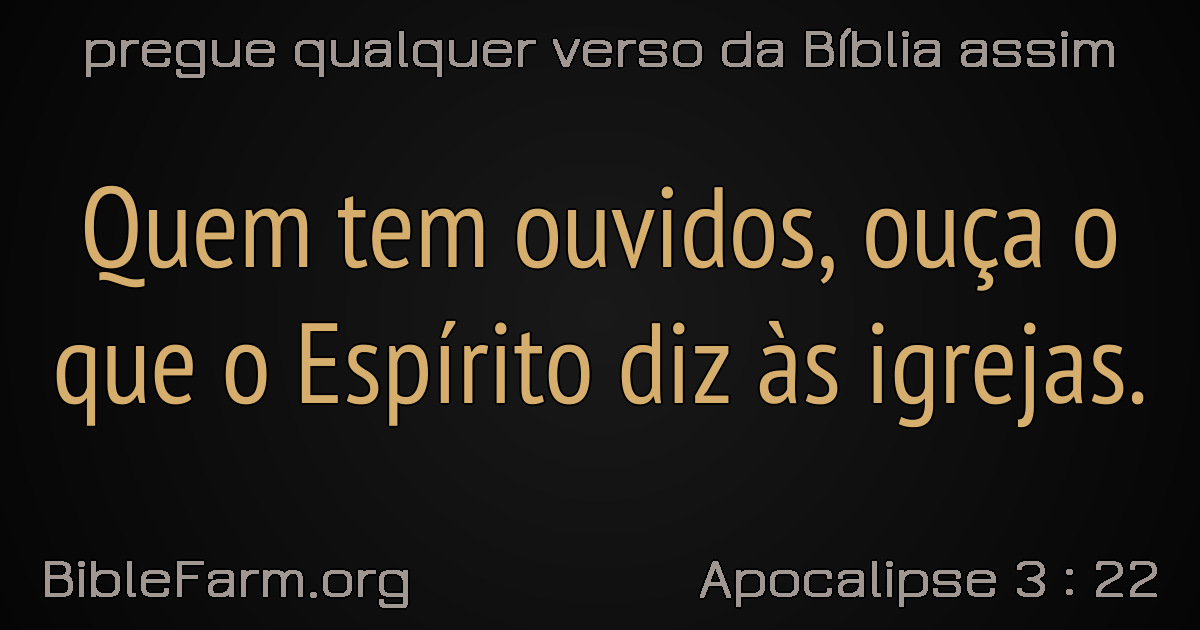 pregue qualquer verso da Bíblia assim
Quem tem ouvidos, ouça o
que o Espírito diz às igrejas.
BibleFarm.org
Apocalipse 3 : 22